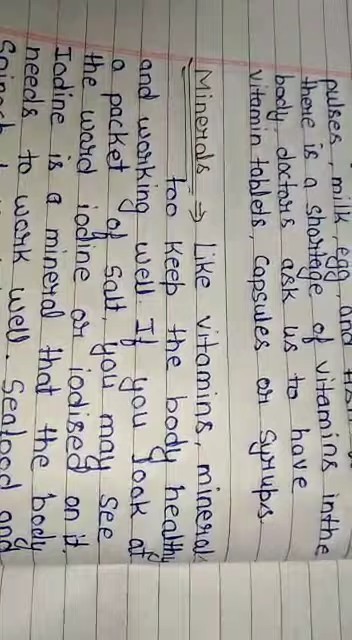 pulses, milk, egg, and
there is a shortage of vitamins in the
body, doctors ask us to have
vitamin tablets, capsules or syrups.
Minerals ⇒ Like vitamins, mineral
too keep the body healthy
and working well. If you look at
a packet of salt, you may see
the word iodine or iodised on it.
Iodine is a mineral that the body
needs to work well. Seafood and